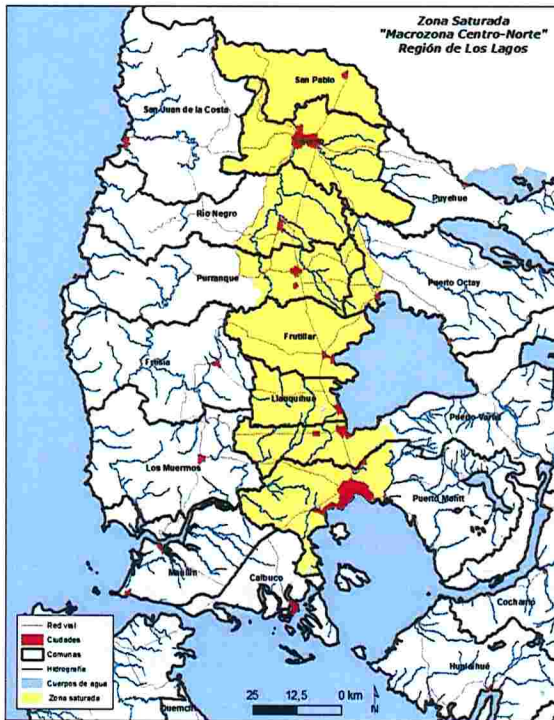 Zona Saturada
"Macrozona Centro-Norte"
Región de Los Lagos
San Pablo
San Juan de la Costa
Puyehue
Río Negro
Purranque
Puerto Octay
Frutillar
Fresia
Llanquihue
Puerto Varas
Los Muermos
Puerto Montt
Maullín
Calbuco
Cochamó
Hualaihué
Quemchi
Red vial
Ciudades
Comunas
Hidrografía
Cuerpos de agua
Zona saturada
25 12,5 0 km
N